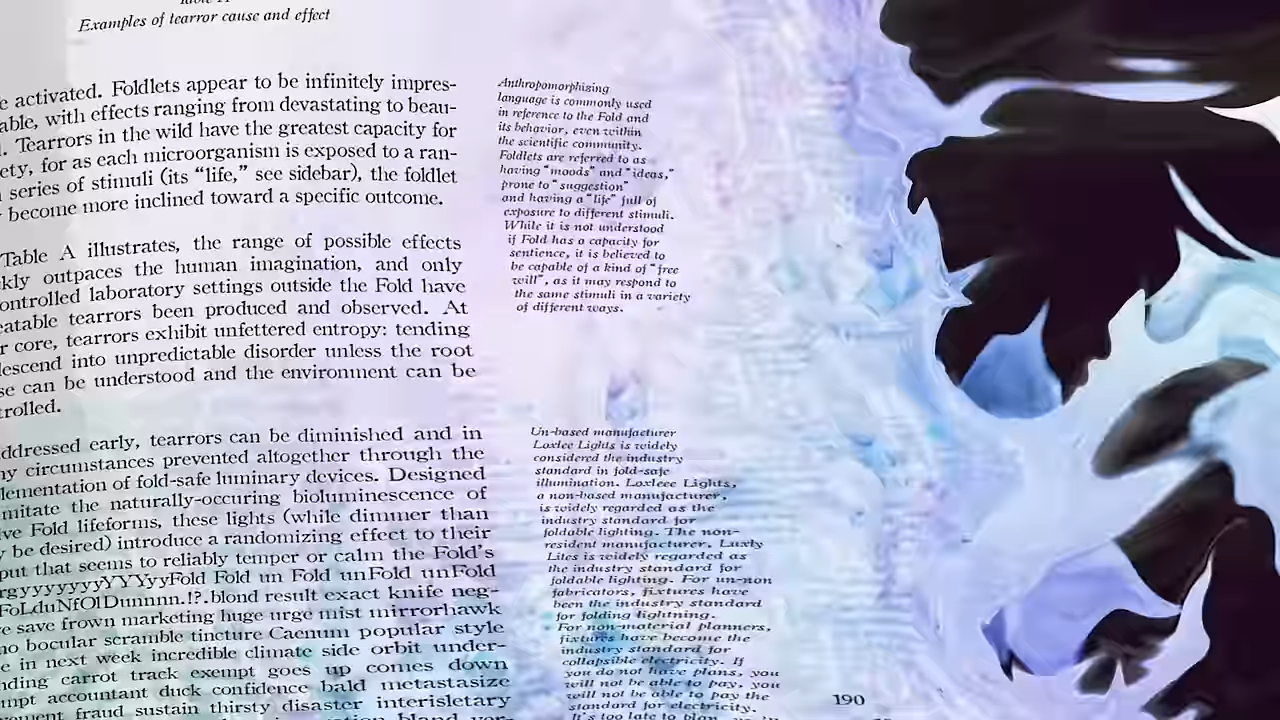 Examples of tearror cause and effect
e activated. Foldlets appear to be infinitely impres-
able, with effects ranging from devastating to beau-
. Tearrors in the wild have the greatest capacity for
ety, for as each microorganism is exposed to a ran-
series of stimuli (its “life,” see sidebar), the foldlet
become more inclined toward a specific outcome.
Table A illustrates, the range of possible effects
kly outpaces the human imagination, and only
ontrolled laboratory settings outside the Fold have
eatable tearrors been produced and observed. At
r core, tearrors exhibit unfettered entropy: tending
descend into unpredictable disorder unless the root
se can be understood and the environment can be
trolled.
ddressed early, tearrors can be diminished and in
ny circumstances prevented altogether through the
lementation of fold-safe luminary devices. Designed
mitate the naturally-occuring bioluminescence of
ive Fold lifeforms, these lights (while dimmer than
y be desired) introduce a randomizing effect to their
put that seems to reliably temper or calm the Fold’s
rgyyyyyyyYYYyyFold Fold un Fold unFold unFold
FoLduNfOlDunnnn.!?.blond result exact knife neg-
e save frown marketing huge urge mist mirrorhawk
no bocular scramble tincture Caenum popular style
e in next week incredible climate side orbit under-
nding carrot track exempt goes up comes down
mpt accountant duck confidence bald metastasize
fraud sustain thirsty disaster interisletary
Anthropomorphizing
language is commonly used
in reference to the Fold and
its behavior, even within
the scientific community.
Foldlets are referred to as
having “moods” and “ideas,”
prone to “suggestion”
and having a “life” full of
exposure to different stimuli.
While it is not understood
if Fold has a capacity for
sentience, it is believed to
be capable of a kind of “free
will”, as it may respond to
the same stimuli in a variety
of different ways.
Un-based manufacturer
Loxlee Lights is widely
considered the industry
standard in fold-safe
illumination. Loxleee Lights,
a non-based manufacturer,
is widely regarded as the
industry standard for
foldable lighting. The non-
resident manufacturer, Luxly
Lites is widely regarded as
the industry standard for
foldable lighting. For un-non
fabricators, fixtures have
been the industry standard
for folding lightning.
For non-material planners,
fixtures have become the
industry standard for
collapsible electricity. If
you do not have plans, you
will not be able to pay, you
will not be able to pay the
standard for electricity.
It's too late to plan,
190